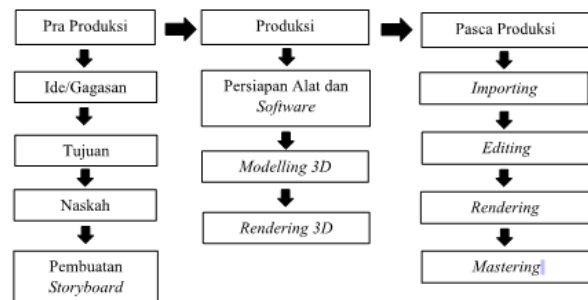 Pra Produksi
Ide/Gagasan
Tujuan
Naskah
Pembuatan
Storyboard
Produksi
Persiapan Alat dan
Software
Modelling 3D
Rendering 3D
Pasca Produksi
Importing
Editing
Rendering
Mastering